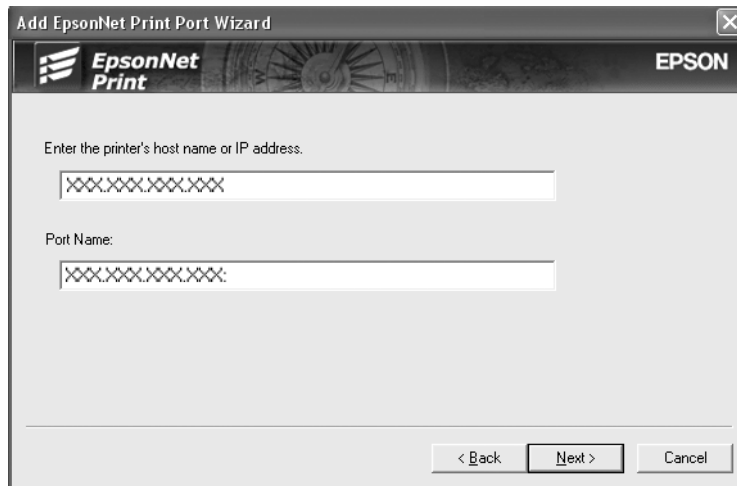 Add EpsonNet Print Port Wizard
EpsonNet
Print
EPSON
Enter the printer's host name or IP address.
XXX.XXX.XXX.XXX
Port Name:
XXX.XXX.XXX.XXX:
< Back
Next >
Cancel